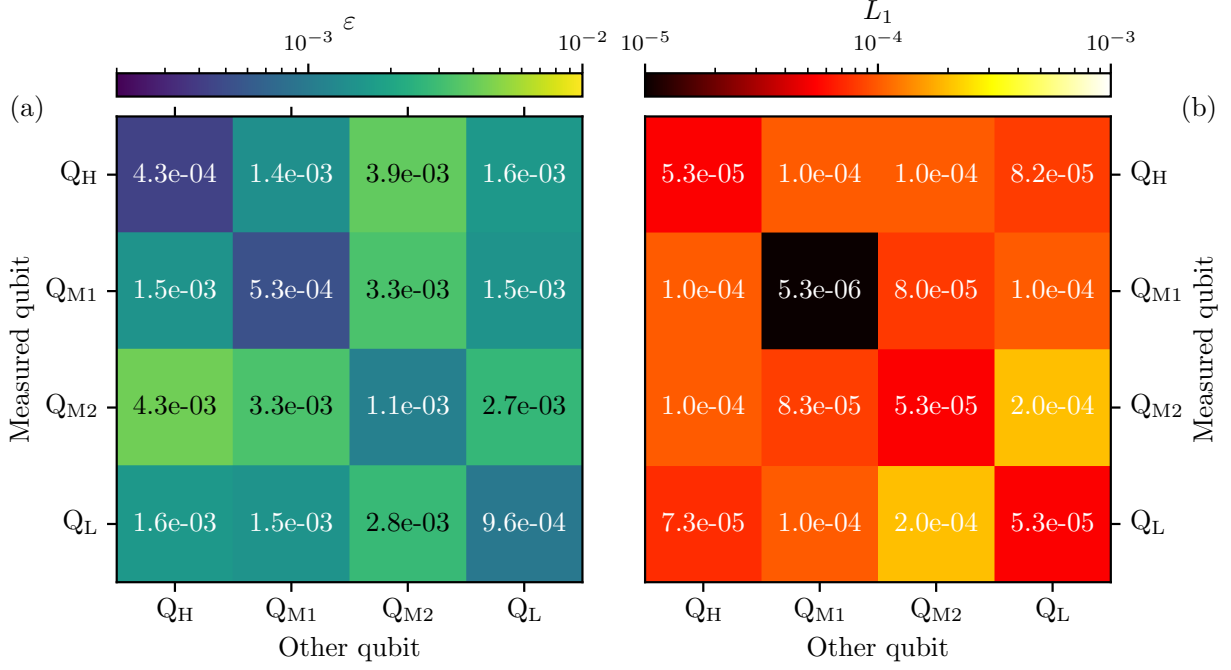 ε L₁
10⁻³ 10⁻² 10⁻⁵ 10⁻⁴ 10⁻³
(a) (b)
Q_H 4.3e-04 1.4e-03 3.9e-03 1.6e-03 5.3e-05 1.0e-04 1.0e-04 8.2e-05 Q_H
Q_M1 1.5e-03 5.3e-04 3.3e-03 1.5e-03 1.0e-04 5.3e-06 8.0e-05 1.0e-04 Q_M1
Measured qubit Measured qubit
Q_M2 4.3e-03 3.3e-03 1.1e-03 2.7e-03 1.0e-04 8.3e-05 5.3e-05 2.0e-04 Q_M2
Q_L 1.6e-03 1.5e-03 2.8e-03 9.6e-04 7.3e-05 1.0e-04 2.0e-04 5.3e-05 Q_L
Q_H Q_M1 Q_M2 Q_L Q_H Q_M1 Q_M2 Q_L
Other qubit Other qubit